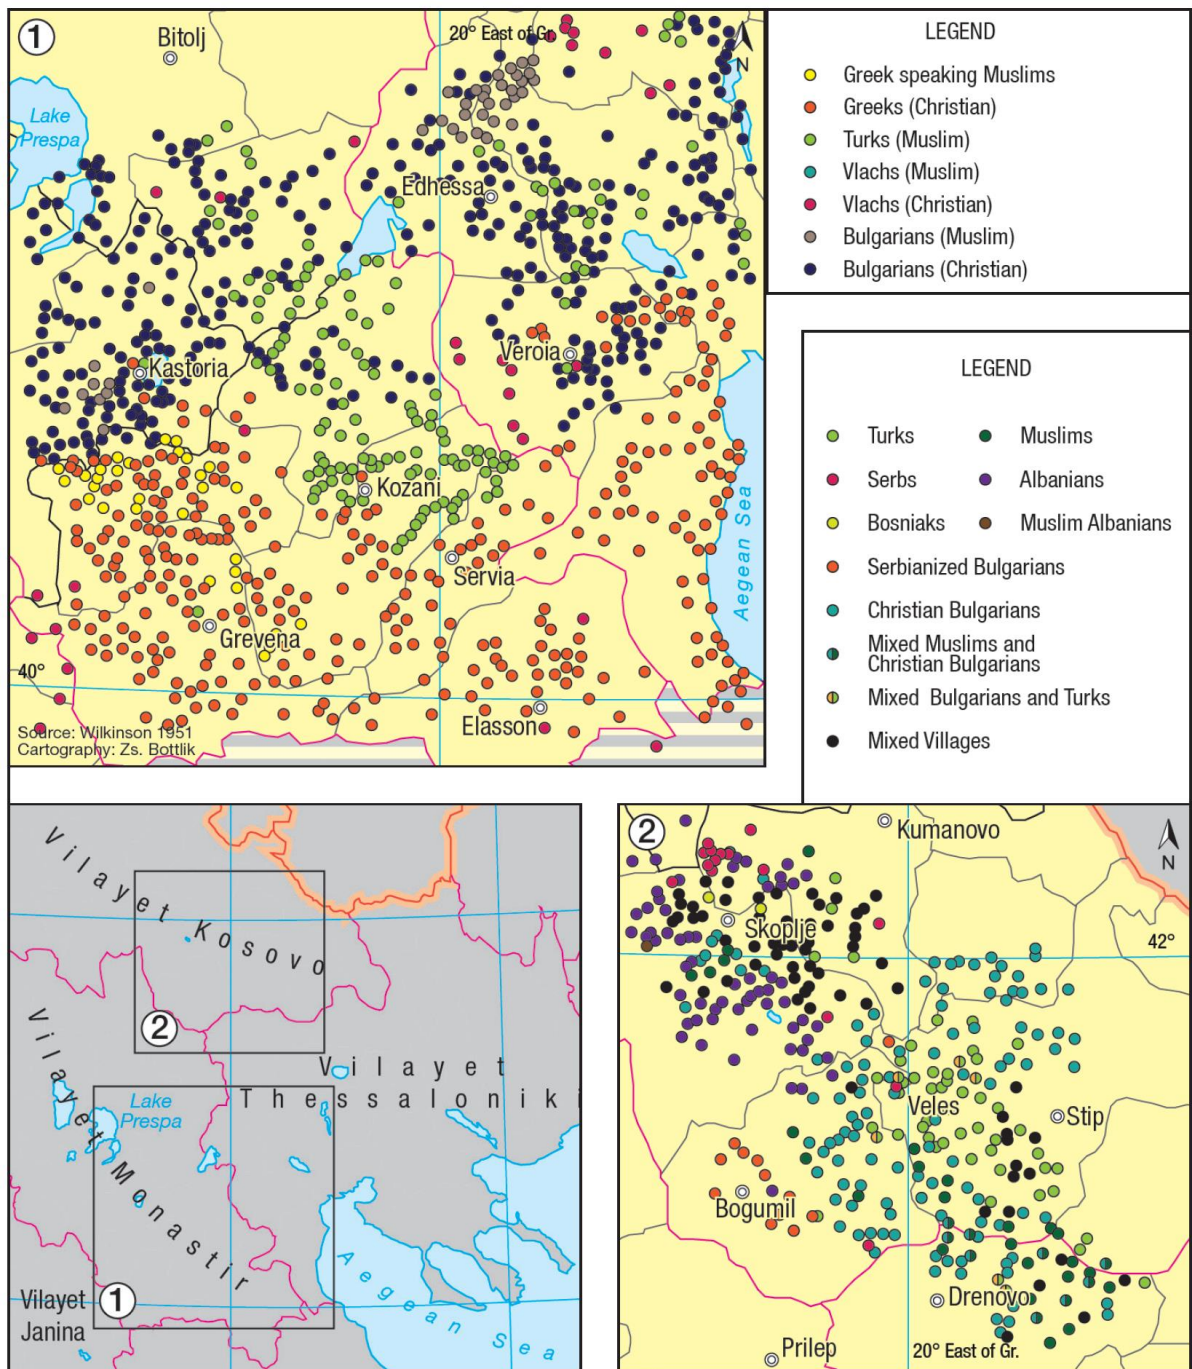 1
Bitolj
20° East of Gr.
N
Lake
Prespa
Edhessa
Veroia
Kastoria
Kozani
Servia
Grevena
40°
Elasson
Aegean Sea
Source: Wilkinson 1951
Cartography: Zs. Bottlik
LEGEND
Greek speaking Muslims
Greeks (Christian)
Turks (Muslim)
Vlachs (Muslim)
Vlachs (Christian)
Bulgarians (Muslim)
Bulgarians (Christian)
LEGEND
Turks
Muslims
Serbs
Albanians
Bosniaks
Muslim Albanians
Serbianized Bulgarians
Christian Bulgarians
Mixed Muslims and
Christian Bulgarians
Mixed Bulgarians and Turks
Mixed Villages
Vilayet Kosovo
2
Vilayet Monastir
Vilayet
Thessaloniki
Lake
Prespa
1
Vilayet
Janina
Aegean Sea
2
Kumanovo
N
Skoplje
42°
Veles
Stip
Bogumil
Drenovo
Prilep
20° East of Gr.